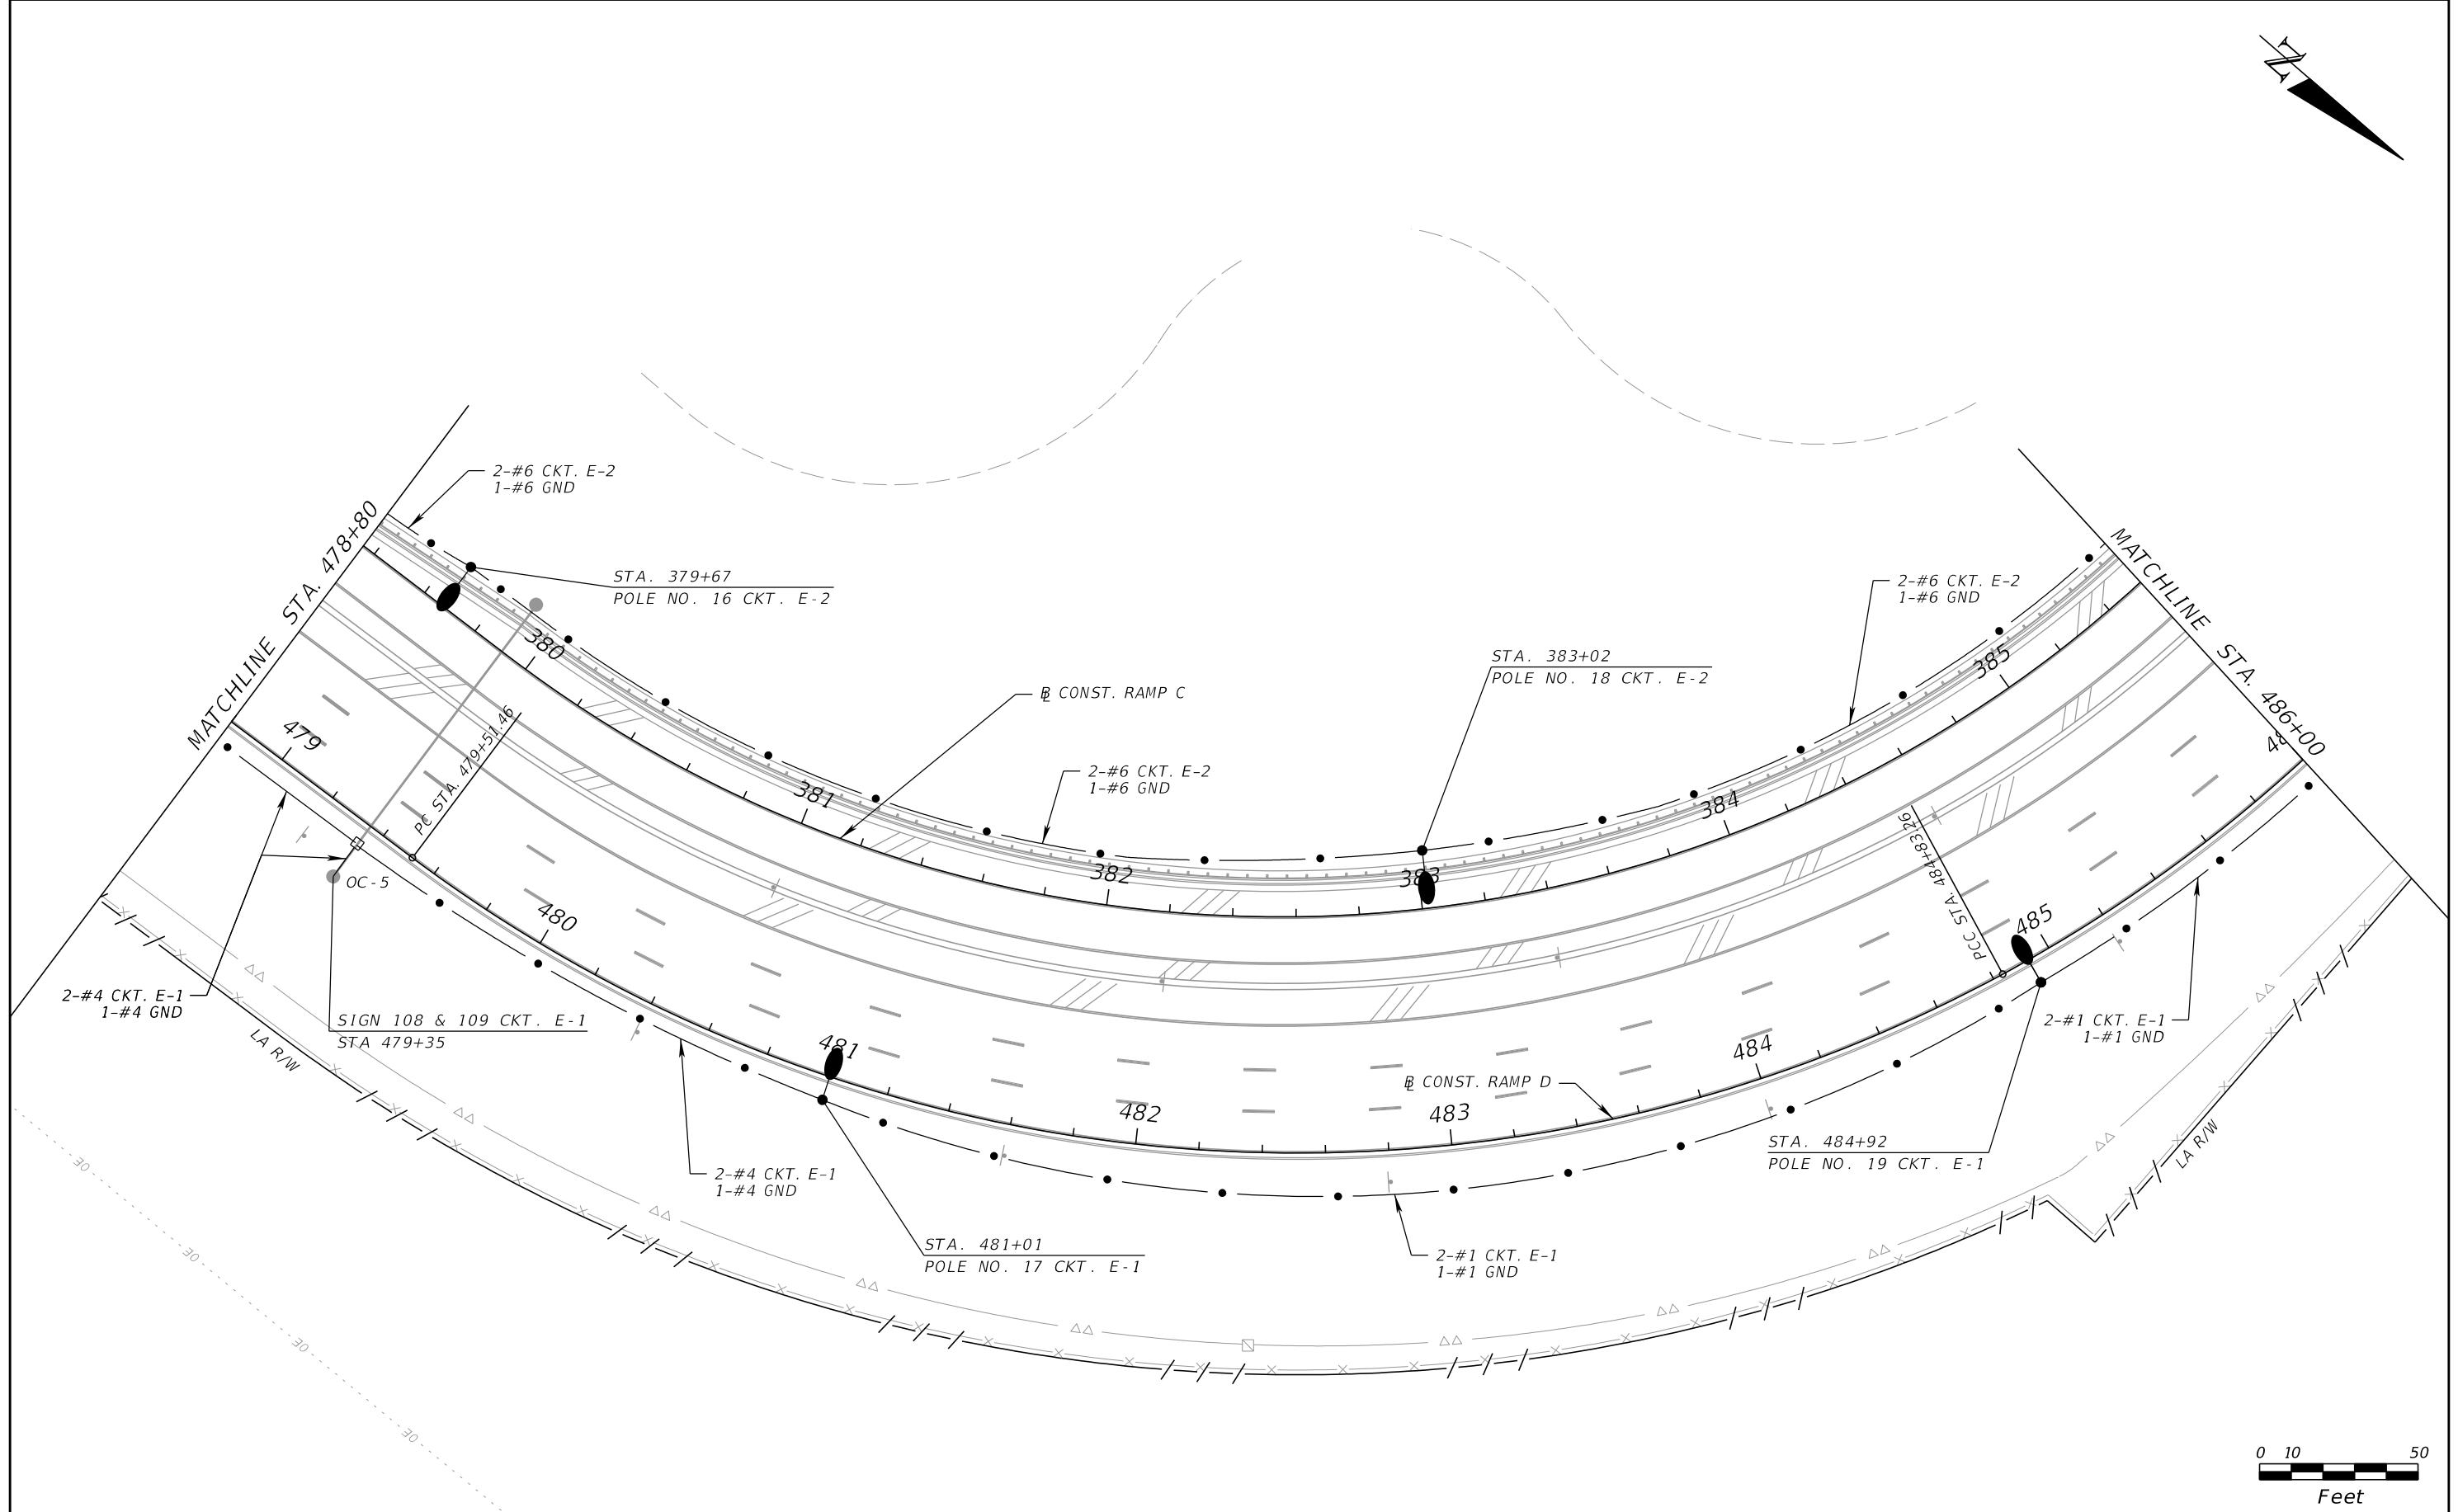 N
MATCHLINE STA. 478+80
2-#6 CKT. E-2
1-#6 GND
STA. 379+67
POLE NO. 16 CKT. E-2
380
381
382
383
384
385
℄ CONST. RAMP C
2-#6 CKT. E-2
1-#6 GND
STA. 383+02
POLE NO. 18 CKT. E-2
2-#6 CKT. E-2
1-#6 GND
MATCHLINE STA. 486+00
479
PC STA. 479+51.46
OC-5
480
481
482
483
484
485
PCC STA. 484+83.26
2-#4 CKT. E-1
1-#4 GND
SIGN 108 & 109 CKT. E-1
STA 479+35
LA R/W
2-#4 CKT. E-1
1-#4 GND
STA. 481+01
POLE NO. 17 CKT. E-1
BL CONST. RAMP D
2-#1 CKT. E-1
1-#1 GND
STA. 484+92
POLE NO. 19 CKT. E-1
2-#1 CKT. E-1
1-#1 GND
LA R/W
OE
OE
OE
OE
0 10 50
Feet